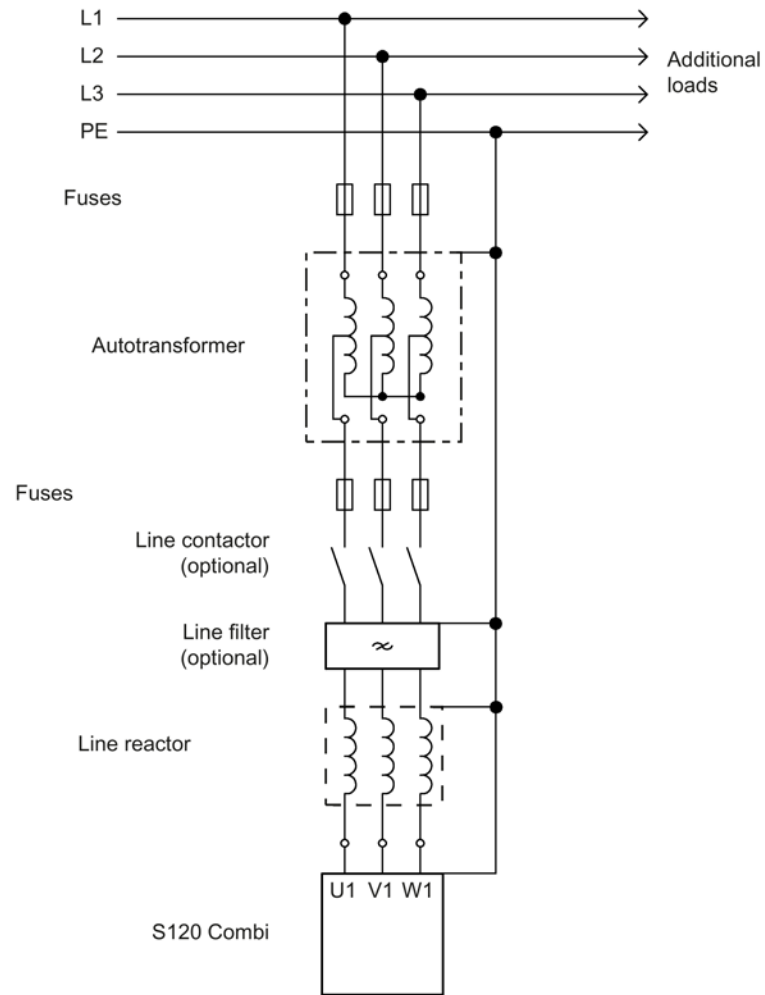 L1
L2
Additional
loads
L3
PE
Fuses
Autotransformer
Fuses
Line contactor
(optional)
Line filter
(optional)
Line reactor
U1 V1 W1
S120 Combi